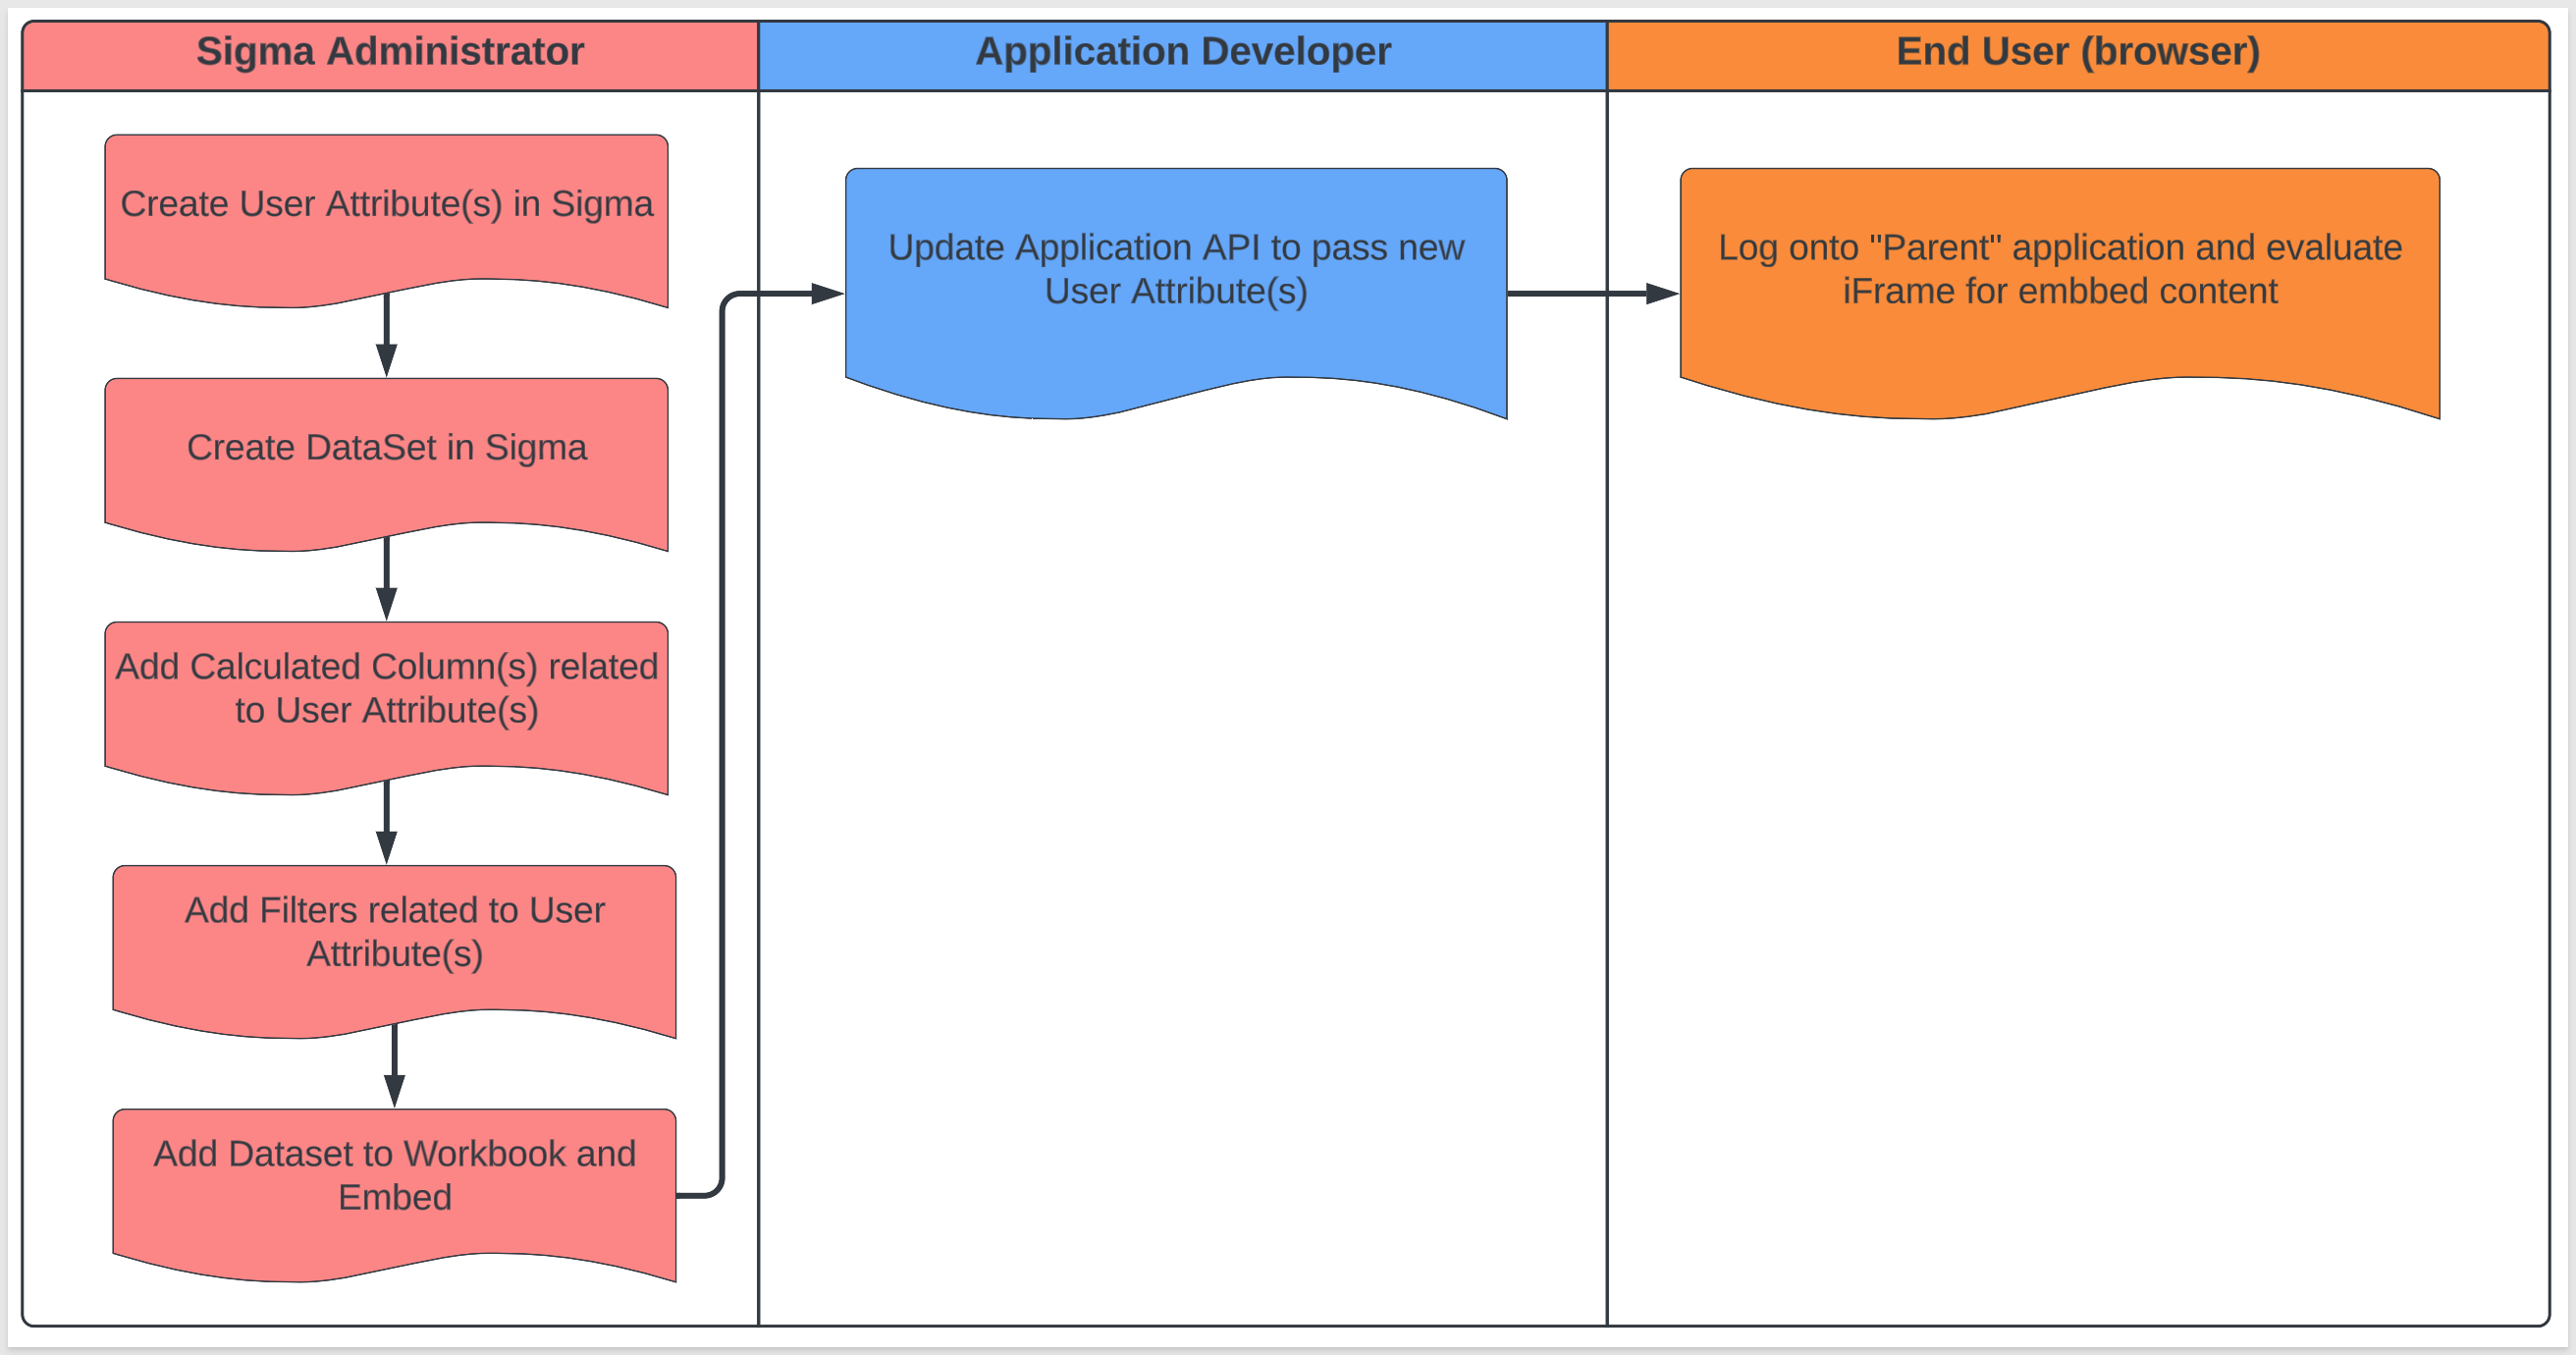 Sigma Administrator
Application Developer
End User (browser)
Create User Attribute(s) in Sigma
Create DataSet in Sigma
Add Calculated Column(s) related
to User Attribute(s)
Add Filters related to User
Attribute(s)
Add Dataset to Workbook and
Embed
Update Application API to pass new
User Attribute(s)
Log onto "Parent" application and evaluate
iFrame for embbed content